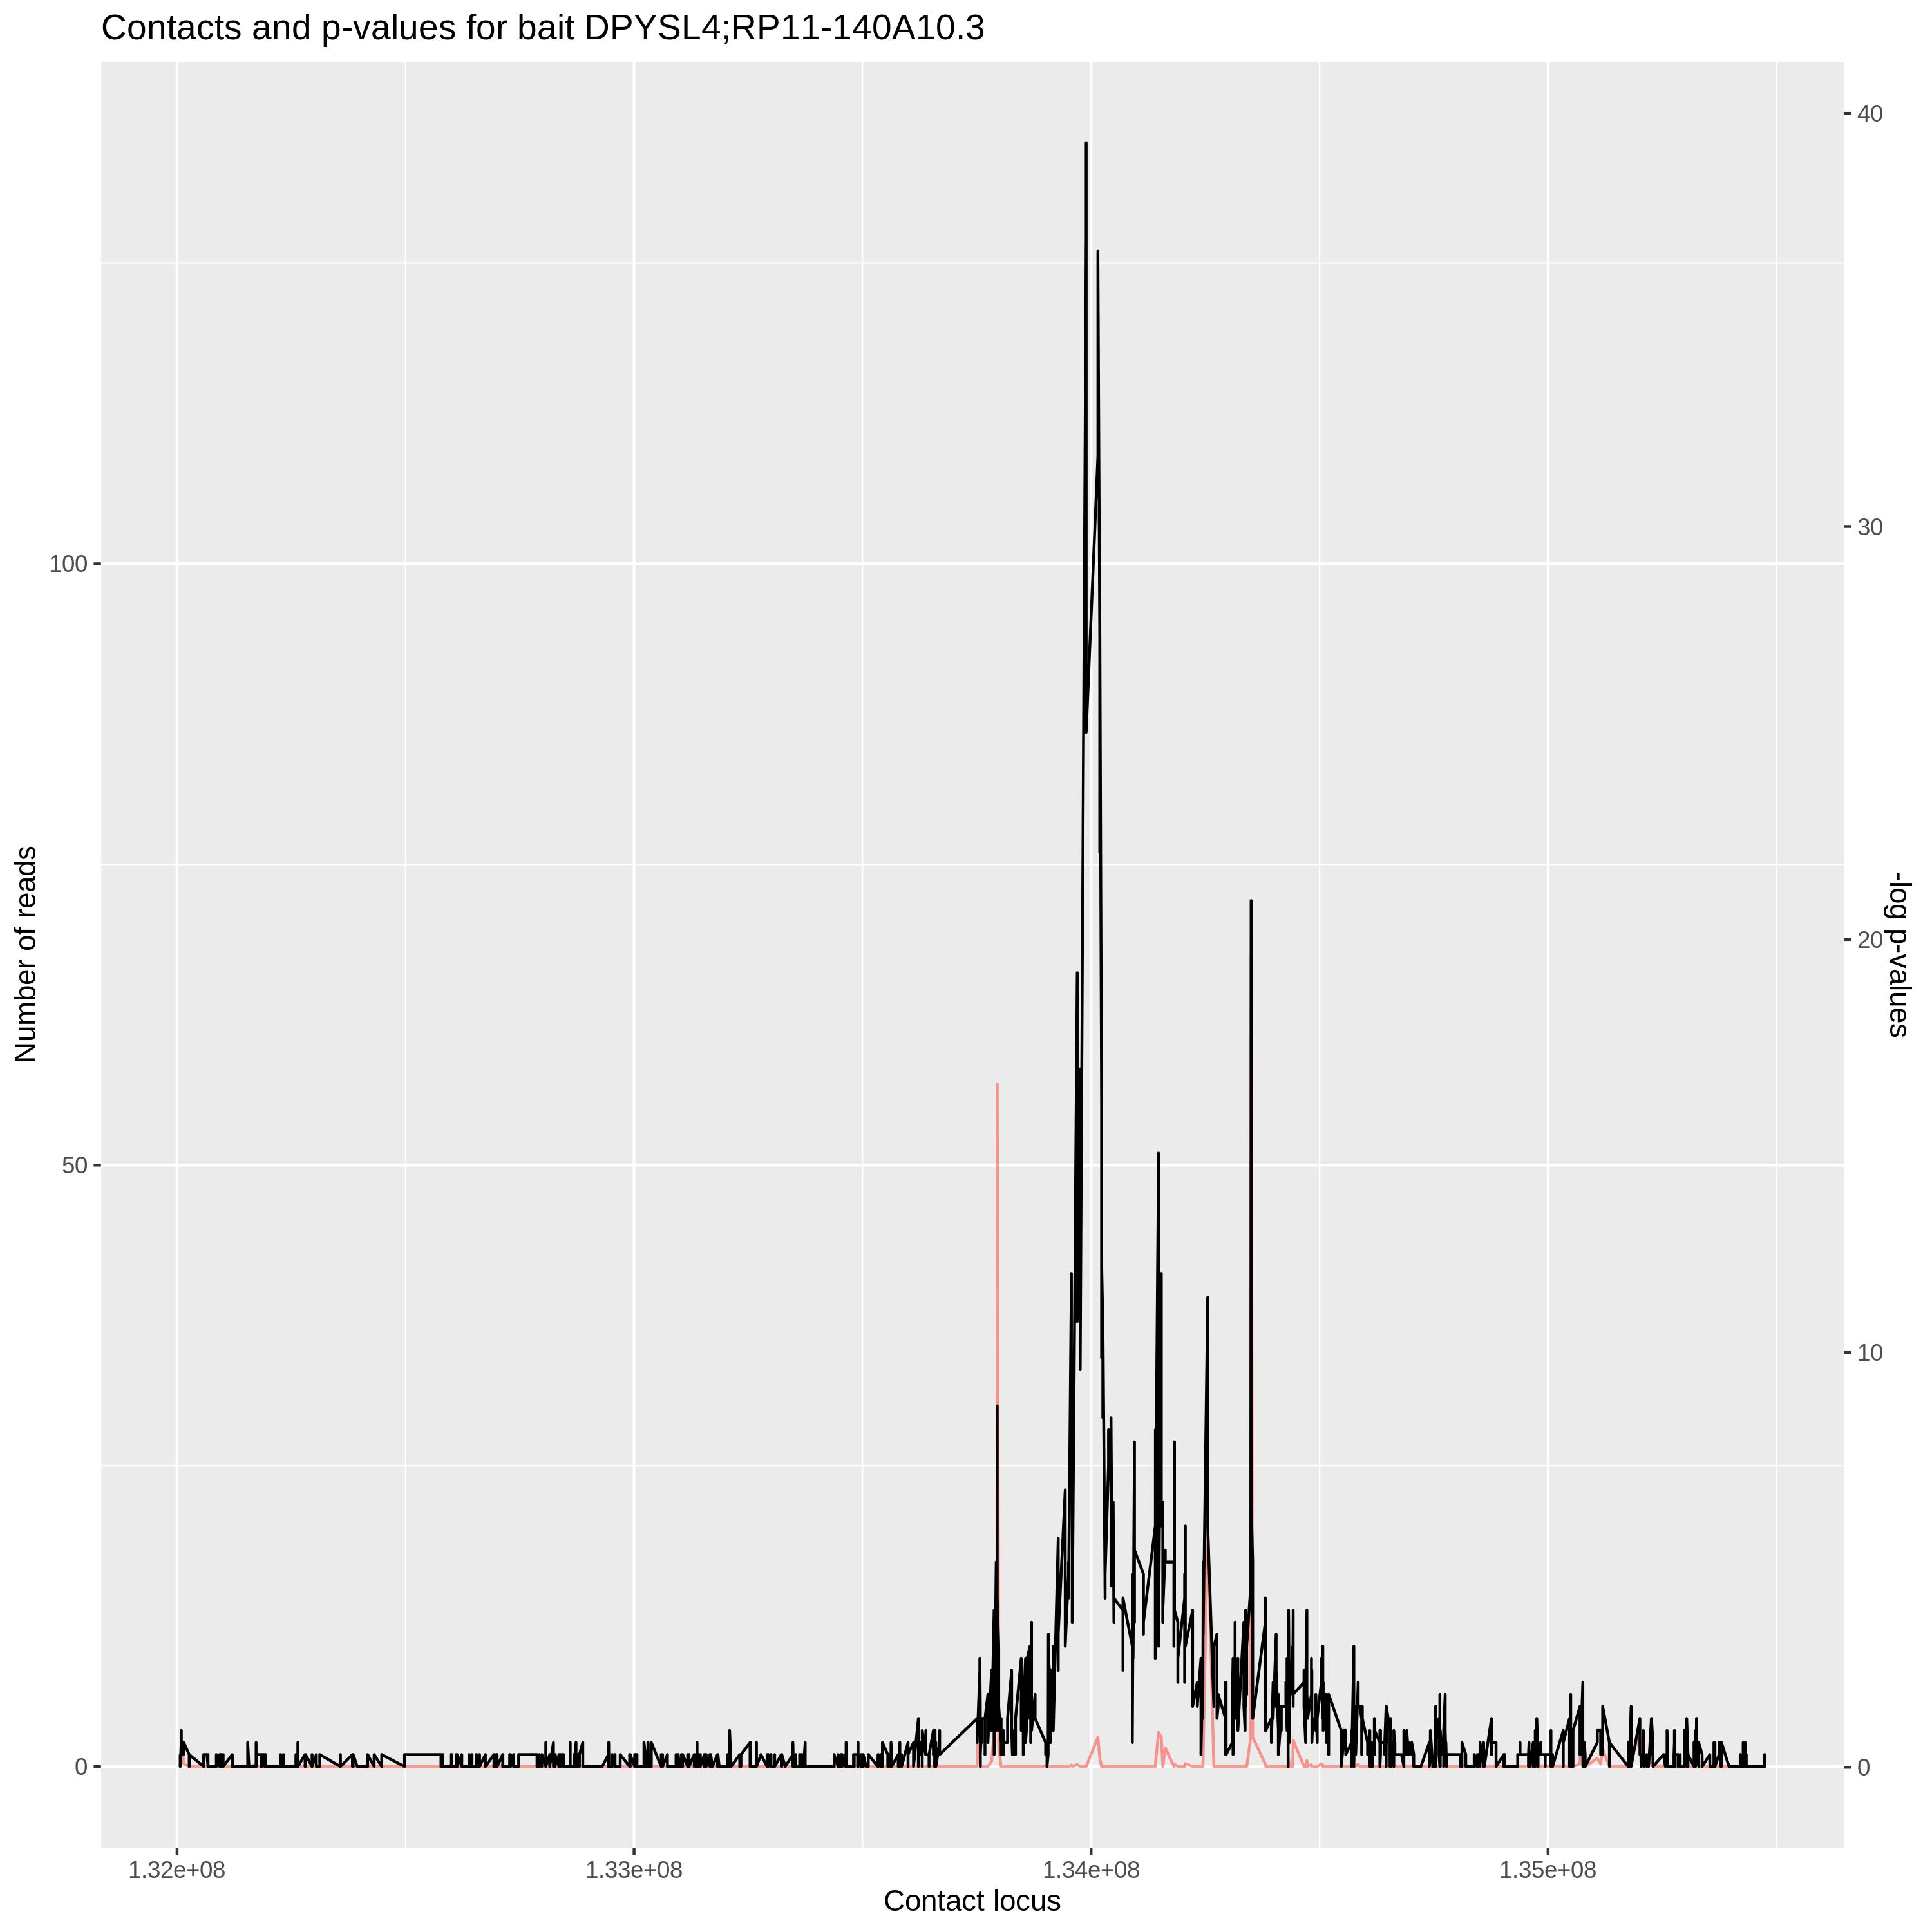 Contacts and p-values for bait DPYSL4;RP11-140A10.3
40
30
100
20
Number of reads
-log p-values
50
10
0
0
1.32e+08
1.33e+08
1.34e+08
1.35e+08
Contact locus